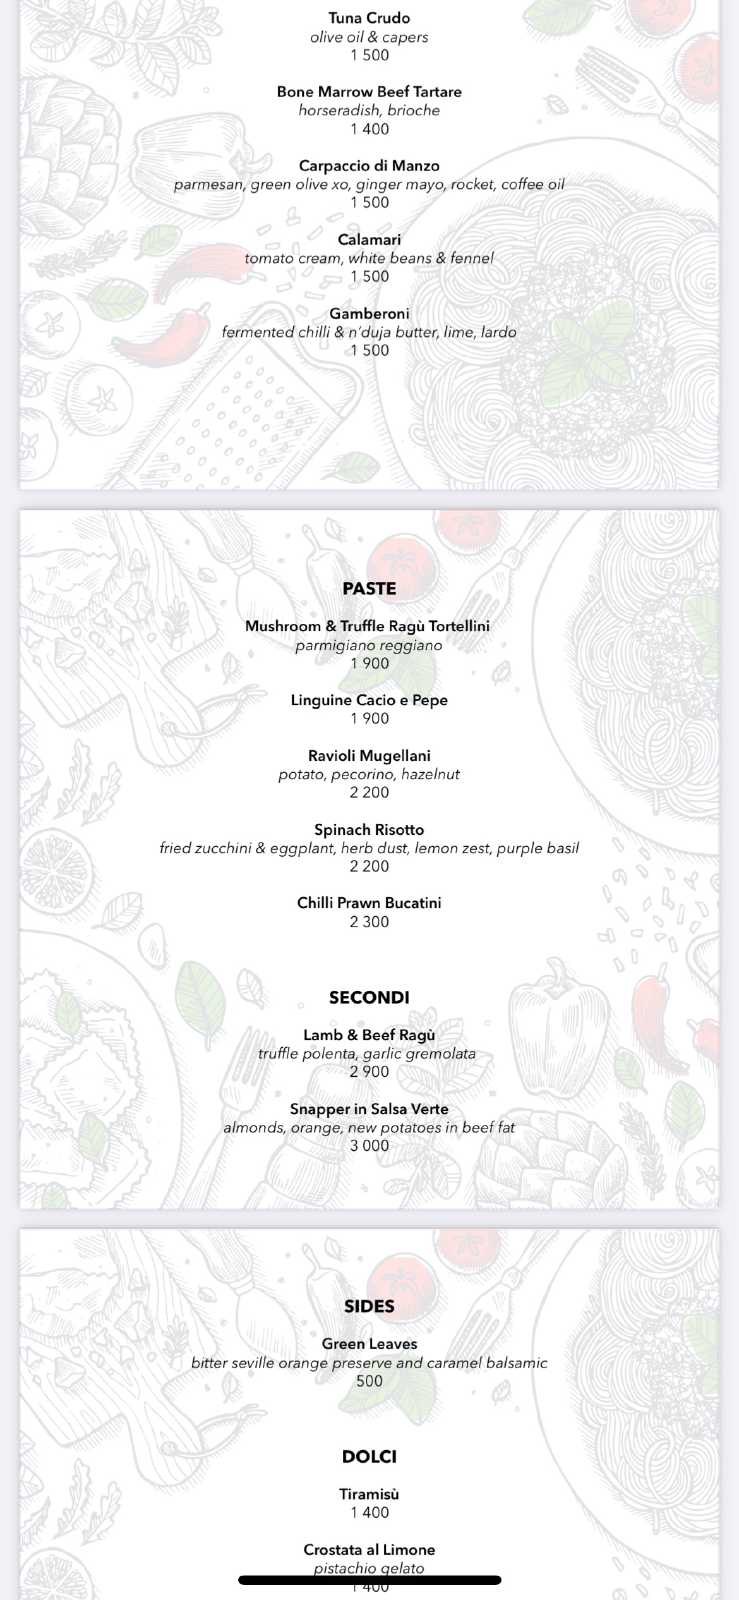 Tuna Crudo
olive oil & capers
1 500
Bone Marrow Beef Tartare
horseradish, brioche
1 400
Carpaccio di Manzo
parmesan, green olive xo, ginger mayo, rocket, coffee oil
1 500
Calamari
tomato cream, white beans & fennel
1 500
Gamberoni
fermented chilli & n'duja butter, lime, lardo
1 500
PASTE
Mushroom & Truffle Ragù Tortellini
parmigiano reggiano
1 900
Linguine Cacio e Pepe
1 900
Ravioli Mugellani
potato, pecorino, hazelnut
2 200
Spinach Risotto
fried zucchini & eggplant, herb dust, lemon zest, purple basil
2 200
Chilli Prawn Bucatini
2 300
SECONDI
Lamb & Beef Ragù
truffle polenta, garlic gremolata
2 900
Snapper in Salsa Verte
almonds, orange, new potatoes in beef fat
3 000
SIDES
Green Leaves
bitter seville orange preserve and caramel balsamic
500
DOLCI
Tiramisù
1 400
Crostata al Limone
pistachio gelato
1 400